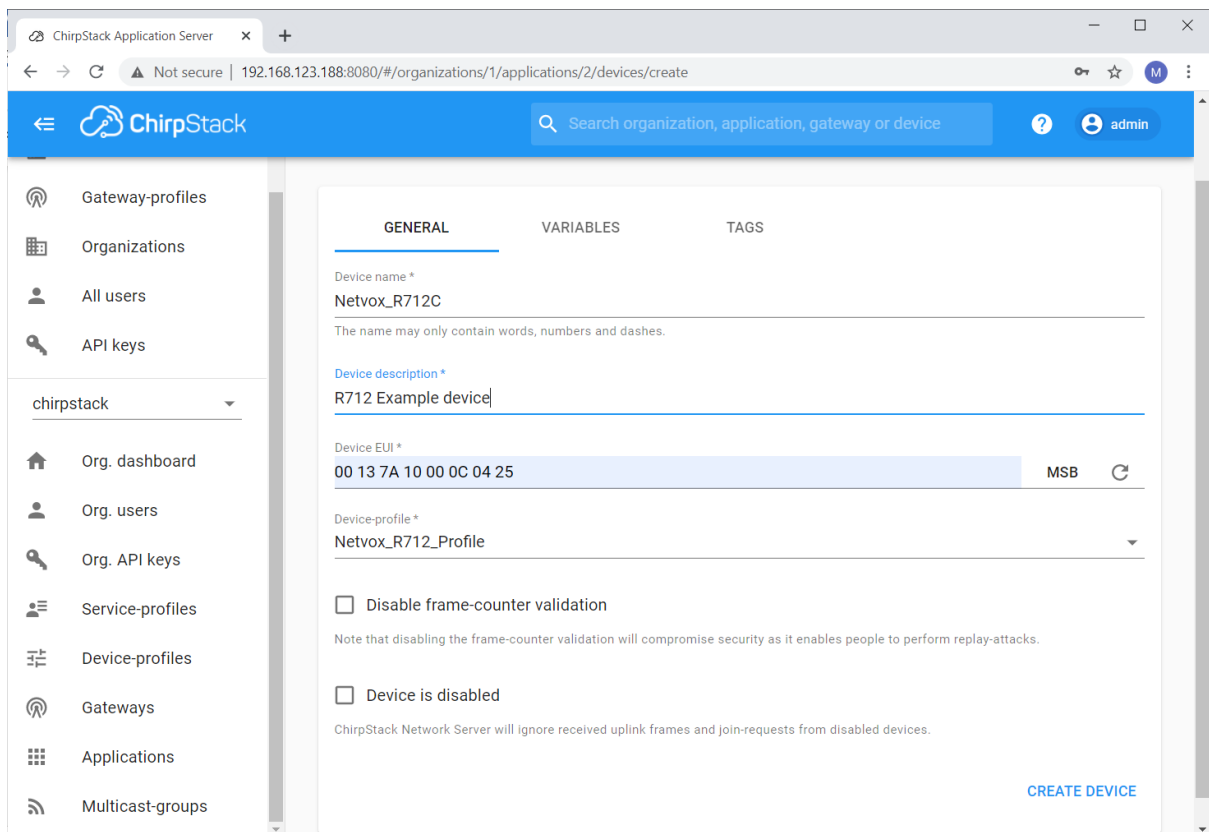 ChirpStack Application Server
Not secure | 192.168.123.188:8080/#/organizations/1/applications/2/devices/create
M
ChirpStack
Search organization, application, gateway or device
? admin
Gateway-profiles
Organizations
All users
API keys
chirpstack
Org. dashboard
Org. users
Org. API keys
Service-profiles
Device-profiles
Gateways
Applications
Multicast-groups
GENERAL VARIABLES TAGS
Device name *
Netvox_R712C
The name may only contain words, numbers and dashes.
Device description *
R712 Example device
Device EUI *
00 13 7A 10 00 0C 04 25 MSB
Device-profile *
Netvox_R712_Profile
Disable frame-counter validation
Note that disabling the frame-counter validation will compromise security as it enables people to perform replay-attacks.
Device is disabled
ChirpStack Network Server will ignore received uplink frames and join-requests from disabled devices.
CREATE DEVICE